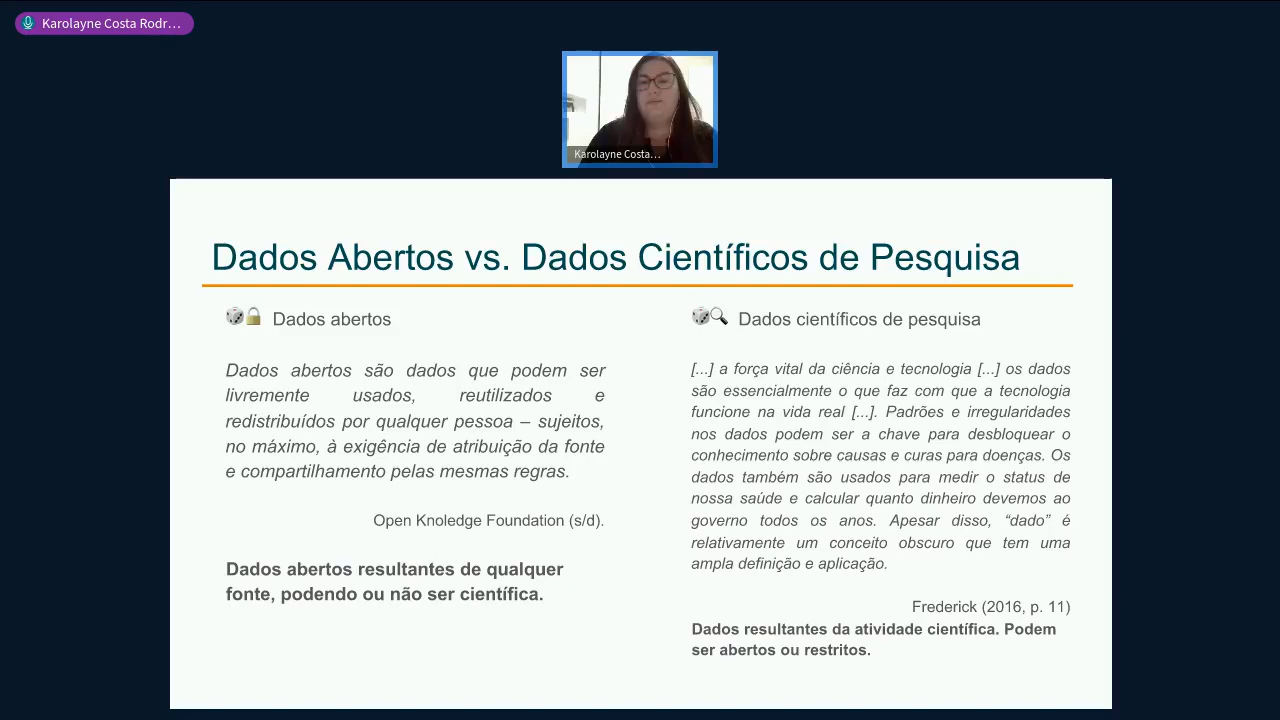 Karolayne Costa Rodr…
Karolayne Costa…
Dados Abertos vs. Dados Científicos de Pesquisa
Dados abertos
Dados abertos são dados que podem ser
livremente usados, reutilizados e
redistribuídos por qualquer pessoa – sujeitos,
no máximo, à exigência de atribuição da fonte
e compartilhamento pelas mesmas regras.
Open Knoledge Foundation (s/d).
Dados abertos resultantes de qualquer
fonte, podendo ou não ser científica.
Dados científicos de pesquisa
[...] a força vital da ciência e tecnologia [...] os dados
são essencialmente o que faz com que a tecnologia
funcione na vida real [...]. Padrões e irregularidades
nos dados podem ser a chave para desbloquear o
conhecimento sobre causas e curas para doenças. Os
dados também são usados para medir o status de
nossa saúde e calcular quanto dinheiro devemos ao
governo todos os anos. Apesar disso, “dado” é
relativamente um conceito obscuro que tem uma
ampla definição e aplicação.
Frederick (2016, p. 11)
Dados resultantes da atividade científica. Podem
ser abertos ou restritos.